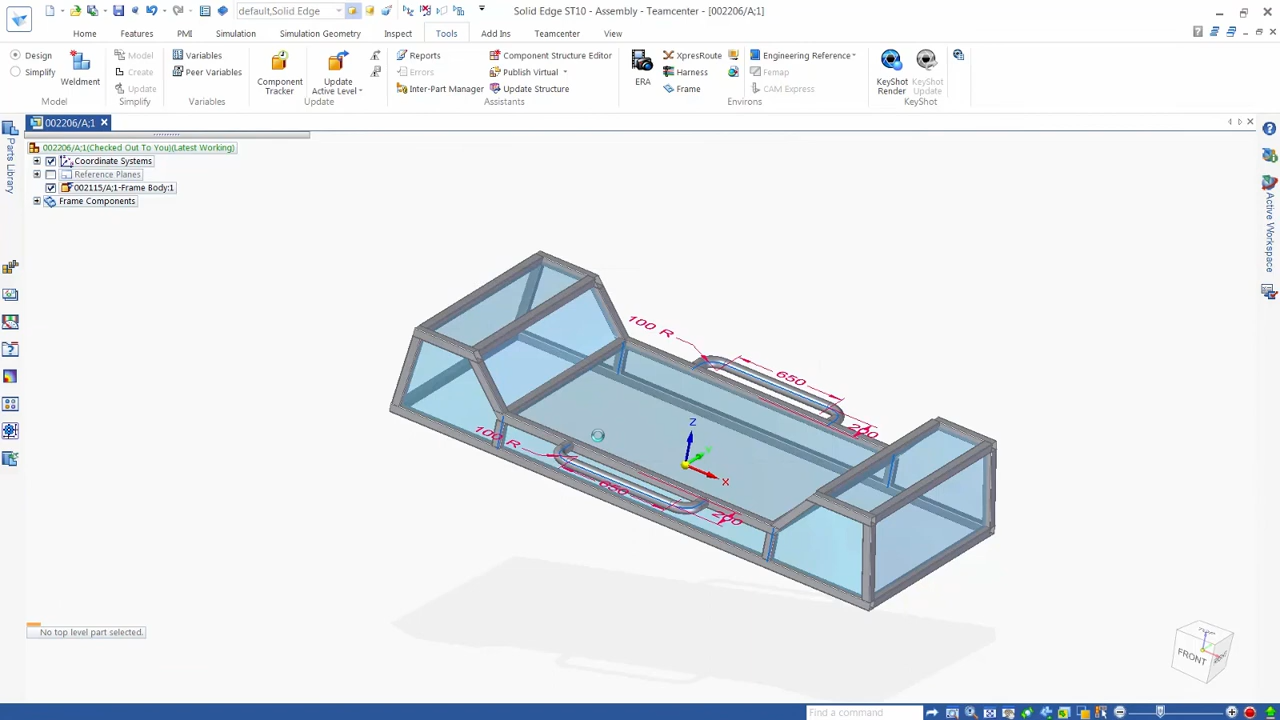 default,Solid Edge
Solid Edge ST10 - Assembly - Teamcenter - [002206/A;1]
Home Features PMI Simulation Simulation Geometry Inspect Tools Add Ins Teamcenter View
Design
Simplify
Weldment
Model
Model
Create
Update
Simplify
Variables
Peer Variables
Variables
Component Tracker
Update Active Level
Update
Reports
Errors
Inter-Part Manager
Component Structure Editor
Publish Virtual
Update Structure
Assistants
ERA
XpresRoute
Harness
Frame
Engineering Reference
Femap
CAM Express
Environs
KeyShot Render
KeyShot Update
KeyShot
002206/A;1
002206/A;1(Checked Out To You)(Latest Working)
Coordinate Systems
Reference Planes
002115/A;1-Frame Body:1
Frame Components
Parts Library
Active Workspace
100 R
650
200
Z
X
100 R
650
200
No top level part selected.
FRONT
Find a command